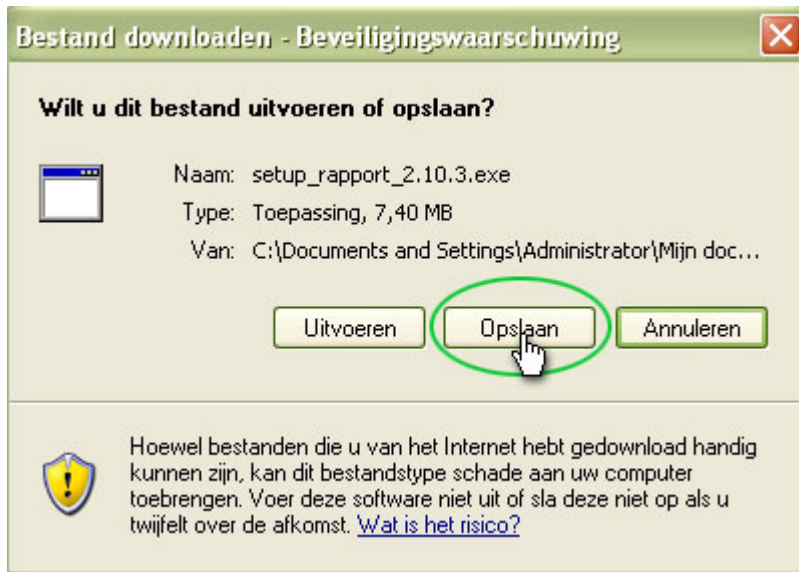 Bestand downloaden - Beveiligingswaarschuwing
Wilt u dit bestand uitvoeren of opslaan?
Naam: setup_rapport_2.10.3.exe
Type: Toepassing, 7,40 MB
Van: C:\Documents and Settings\Administrator\Mijn doc...
Uitvoeren Opslaan Annuleren
Hoewel bestanden die u van het Internet hebt gedownload handig
kunnen zijn, kan dit bestandstype schade aan uw computer
toebrengen. Voer deze software niet uit of sla deze niet op als u
twijfelt over de afkomst. Wat is het risico?